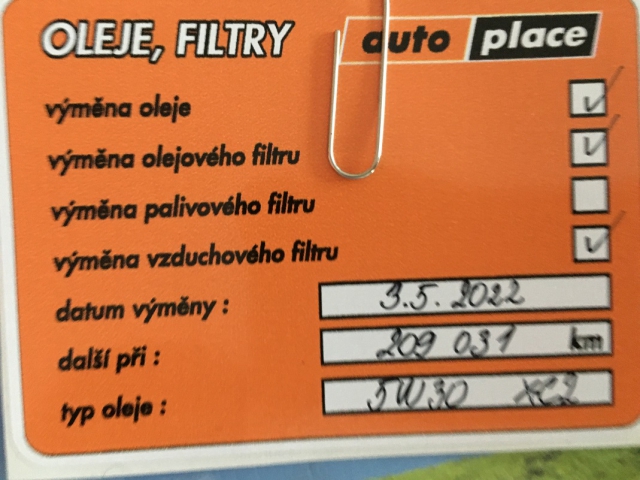 OLEJE, FILTRY auto place
výměna oleje
výměna olejového filtru
výměna palivového filtru
výměna vzduchového filtru
datum výměny : 3.5. 2022
další při : 209 031 km
typ oleje : 5W30 XC2